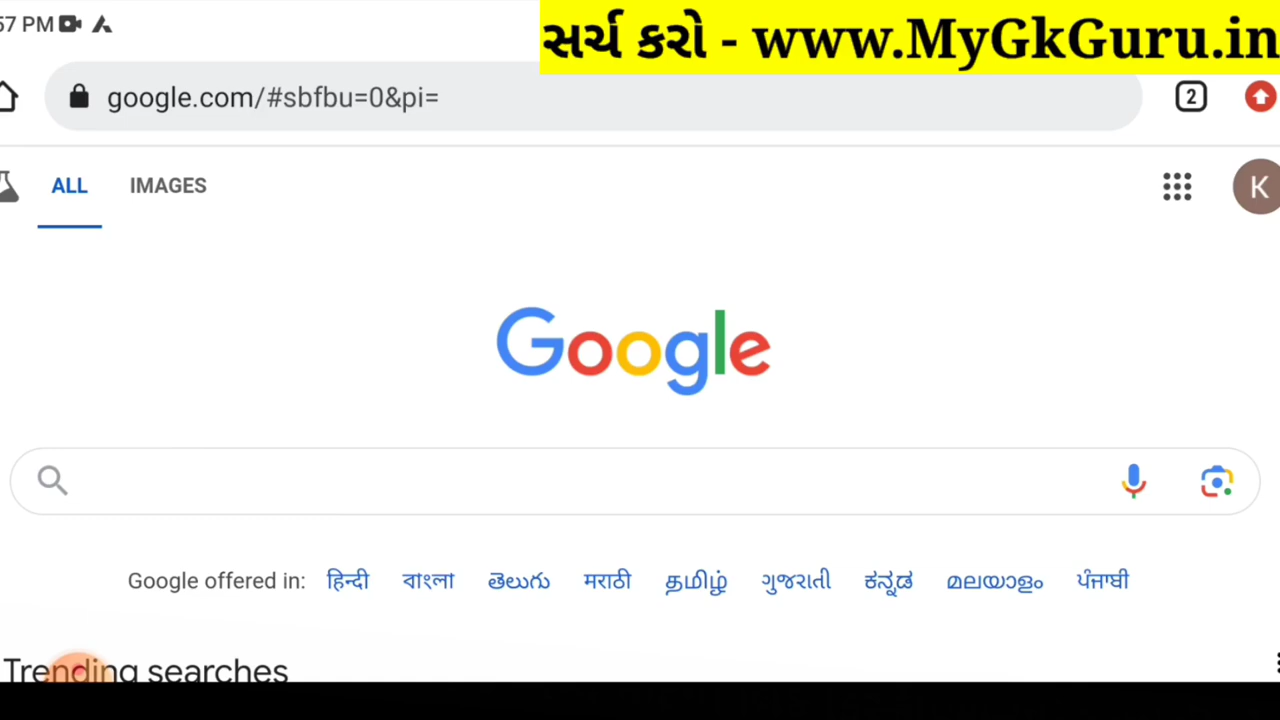 57 PM
સર્ચ કરો - www.MyGkGuru.in
google.com/#sbfbu=0&pi=
2
ALL IMAGES
K
Google
Google offered in: हिन्दी বাংলা తెలుగు मराठी தமிழ் ગુજરાતી ಕನ್ನಡ മലയാളം ਪੰਜਾਬੀ
Trending searches